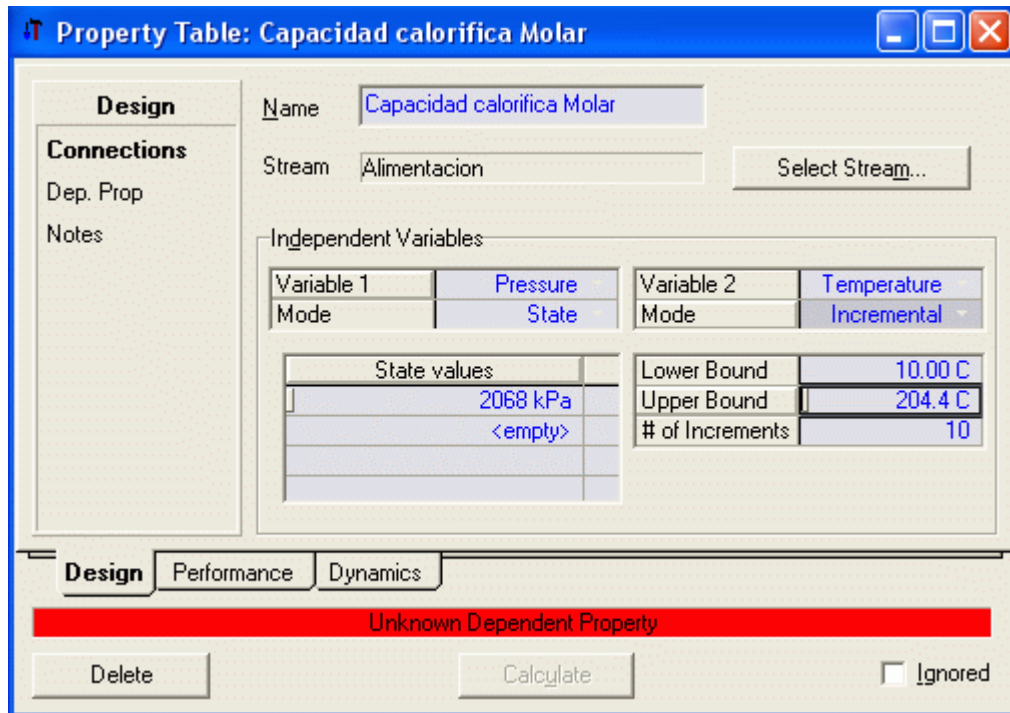 Property Table: Capacidad calorifica Molar
Design
Connections
Dep. Prop
Notes
Name Capacidad calorifica Molar
Stream Alimentacion Select Stream...
Independent Variables
Variable 1 Pressure Variable 2 Temperature
Mode State Mode Incremental
State values Lower Bound 10.00 C
2068 kPa Upper Bound 204.4 C
<empty> # of Increments 10
Design Performance Dynamics
Unknown Dependent Property
Delete Calculate Ignored